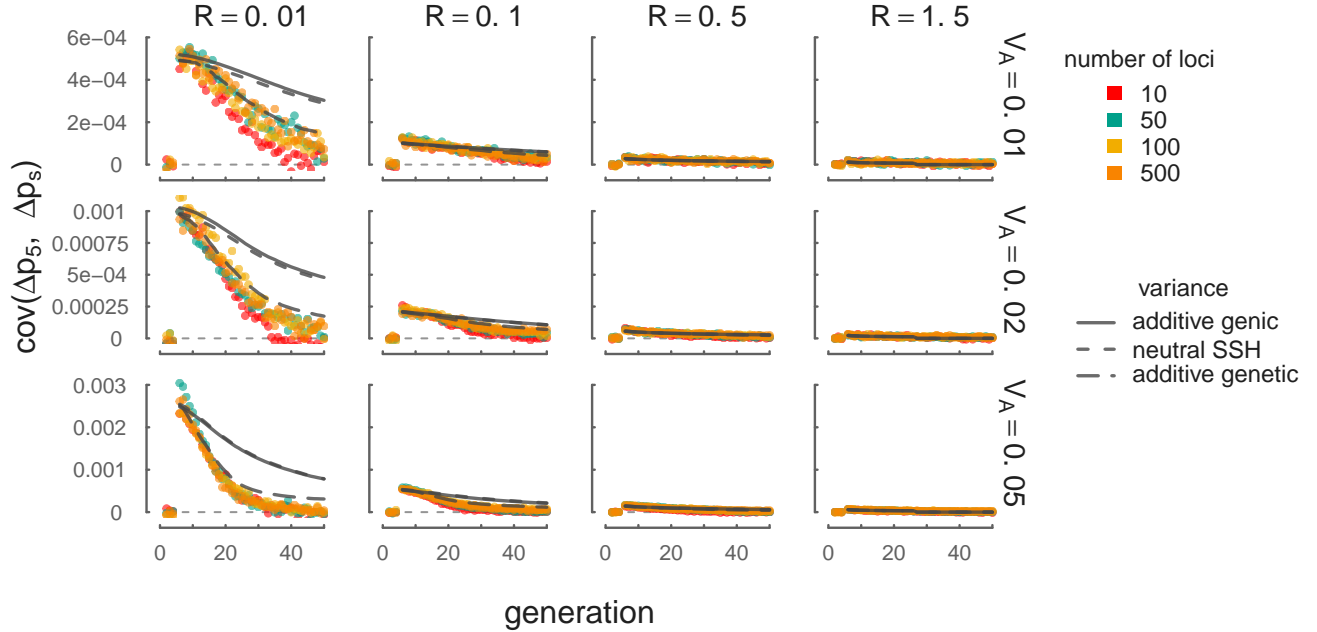 R = 0. 01 R = 0. 1 R = 0. 5 R = 1. 5
6e−04
4e−04
2e−04
0
V_A = 0. 01
0.001
0.00075
5e−04
0.00025
0
V_A = 0. 02
0.003
0.002
0.001
0
V_A = 0. 05
0 20 40 0 20 40 0 20 40 0 20 40
cov(Δp₅, Δpₛ)
generation
number of loci
10
50
100
500
variance
additive genic
neutral SSH
additive genetic